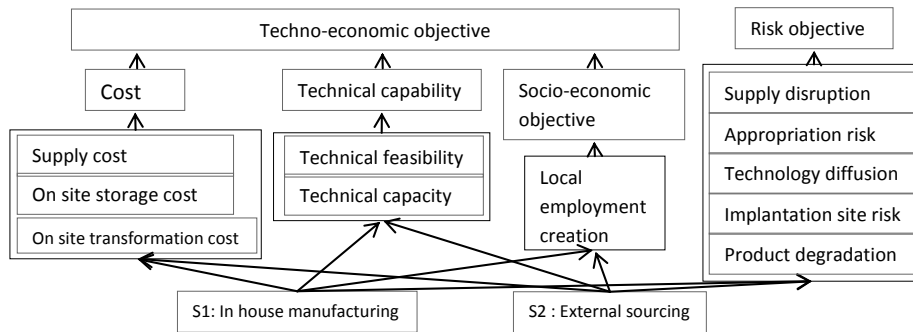 Techno-economic objective
Risk objective
Cost
Technical capability
Socio-economic
objective
Supply cost
On site storage cost
On site transformation cost
Technical feasibility
Technical capacity
Local
employment
creation
Supply disruption
Appropriation risk
Technology diffusion
Implantation site risk
Product degradation
S1: In house manufacturing
S2 : External sourcing